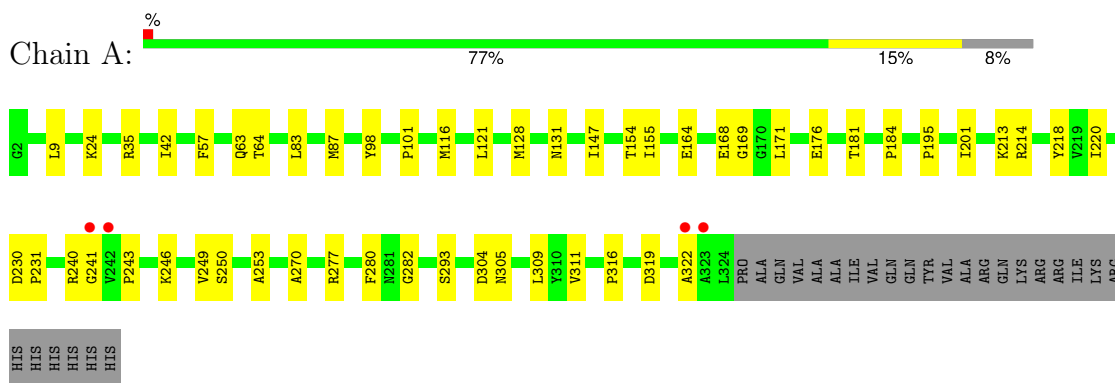 %
Chain A:
77% 15% 8%
G2 L9 K24 R35 I42 F57 Q63 T64 L83 M87 Y98 P101 M116 L121 M128 N131 I147 T154 I155 E164 E168 G169 G170 L171 E176 T181 P184 P195 I201 K213 R214 Y218 V219 I220
D230 P231 R240 G241 V242 P243 K246 V249 S250 A253 A270 R277 F280 N281 G282 S293 D304 N305 L309 Y310 V311 P316 D319 A322 A323 L324 PRO ALA GLN VAL VAL ALA ALA ILE VAL GLN GLN TYR VAL ALA ARG GLN LYS ARG ARG ILE LYS ARG
HIS HIS HIS HIS HIS HIS